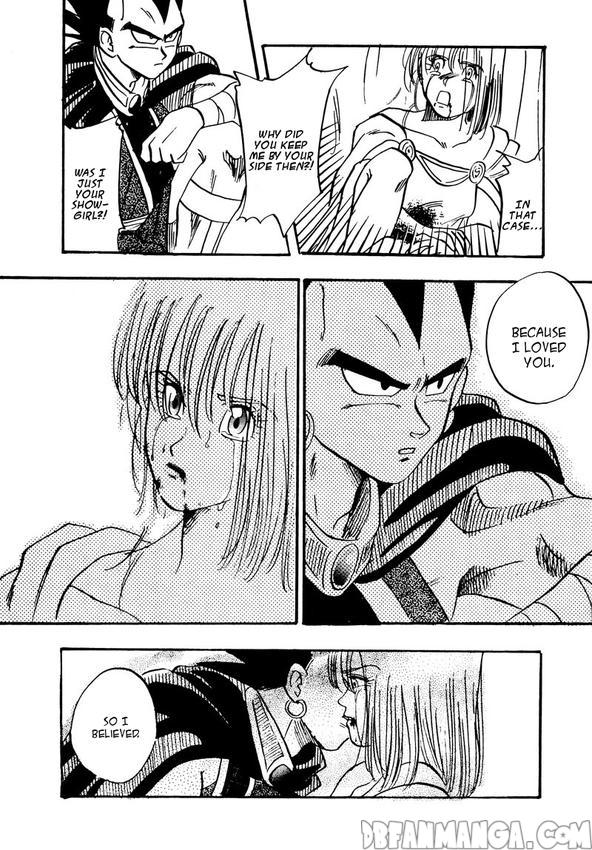 IN
THAT
CASE...
WHY DID
YOU KEEP
ME BY YOUR
SIDE THEN?!
WAS I
JUST
YOUR
SHOW-
GIRL?!
BECAUSE
I LOVED
YOU.
SO I
BELIEVED
DBFANMANGA.COM